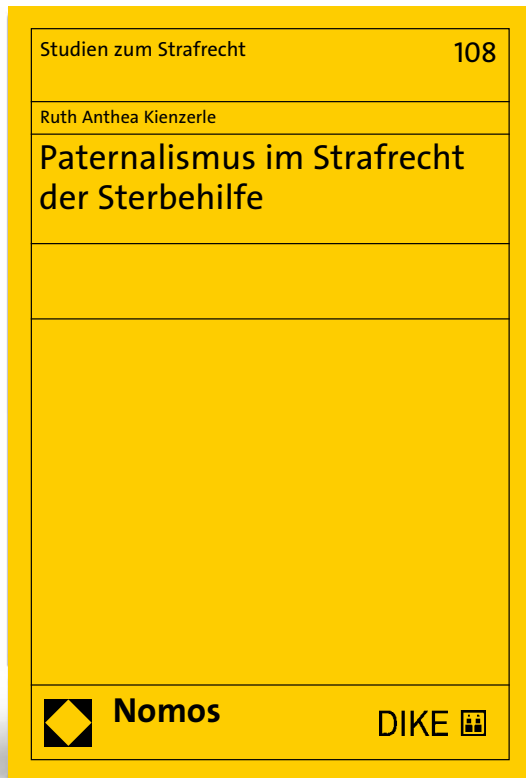 Studien zum Strafrecht 108
Ruth Anthea Kienzerle
Paternalismus im Strafrecht
der Sterbehilfe
Nomos
DIKE